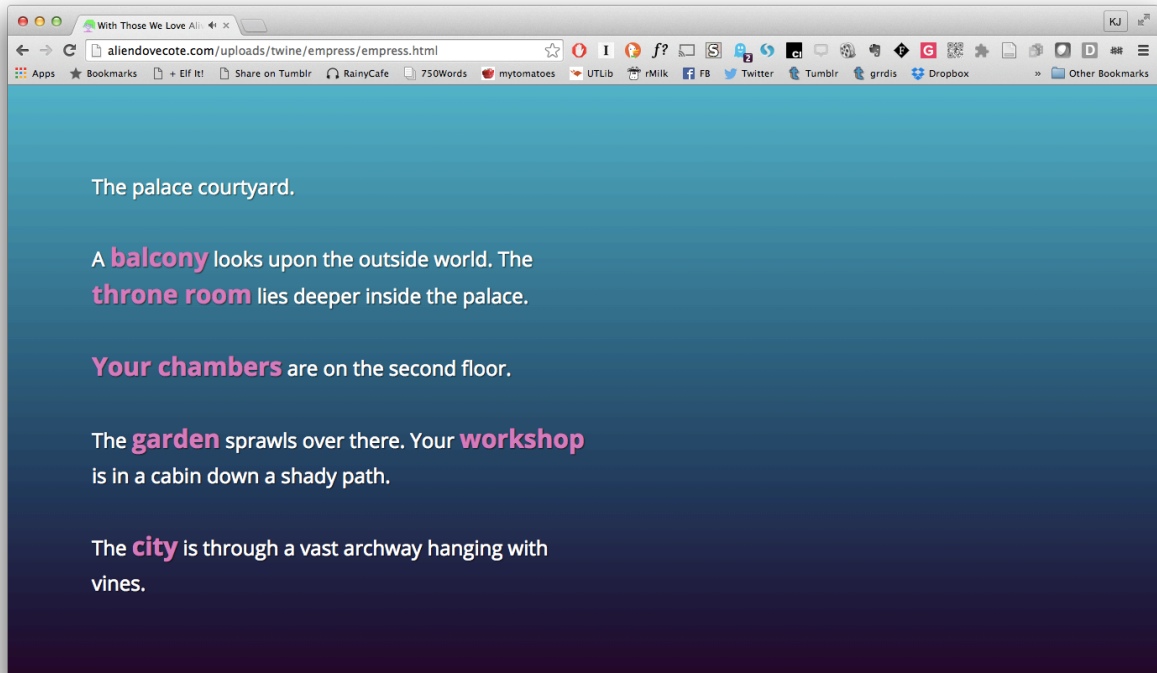 With Those We Love Ali
KJ
aliendovecote.com/uploads/twine/empress/empress.html
Apps Bookmarks + Elf It! Share on Tumblr RainyCafe 750Words mytomatoes UTLib rMilk FB Twitter Tumblr grrdis Dropbox » Other Bookmarks
The palace courtyard.
A balcony looks upon the outside world. The
throne room lies deeper inside the palace.
Your chambers are on the second floor.
The garden sprawls over there. Your workshop
is in a cabin down a shady path.
The city is through a vast archway hanging with
vines.